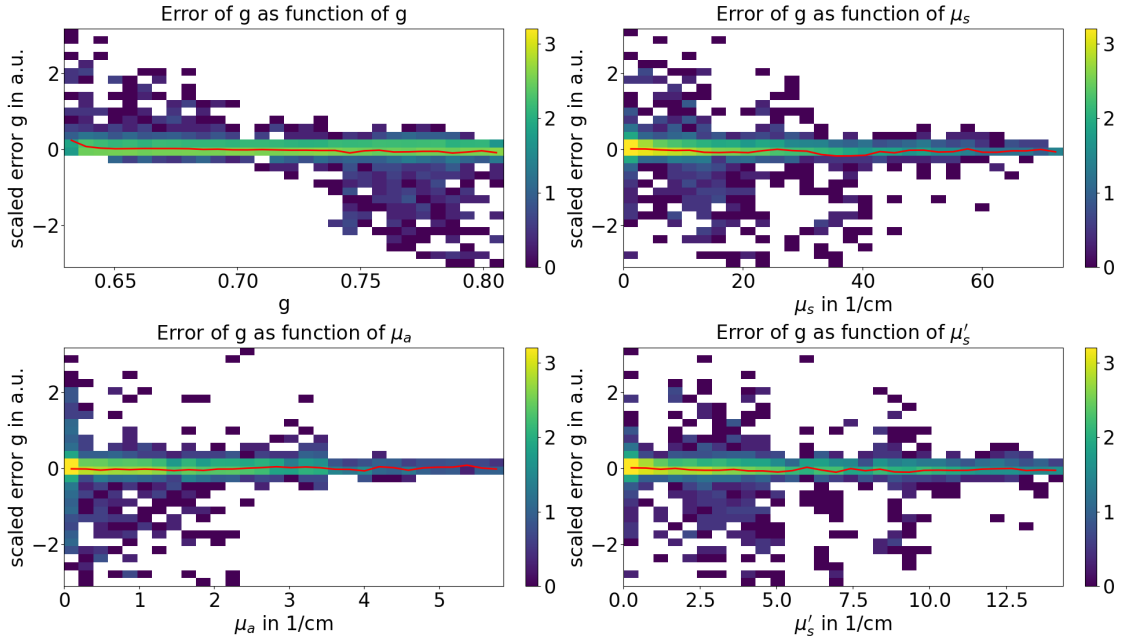 Error of g as function of g
scaled error g in a.u.
2
0
−2
0.65 0.70 0.75 0.80
g
3
2
1
0
Error of g as function of μs
scaled error g in a.u.
2
0
−2
0 20 40 60
μs in 1/cm
3
2
1
0
Error of g as function of μa
scaled error g in a.u.
2
0
−2
0 1 2 3 4 5
μa in 1/cm
3
2
1
0
Error of g as function of μ′s
scaled error g in a.u.
2
0
−2
0.0 2.5 5.0 7.5 10.0 12.5
μ′s in 1/cm
3
2
1
0